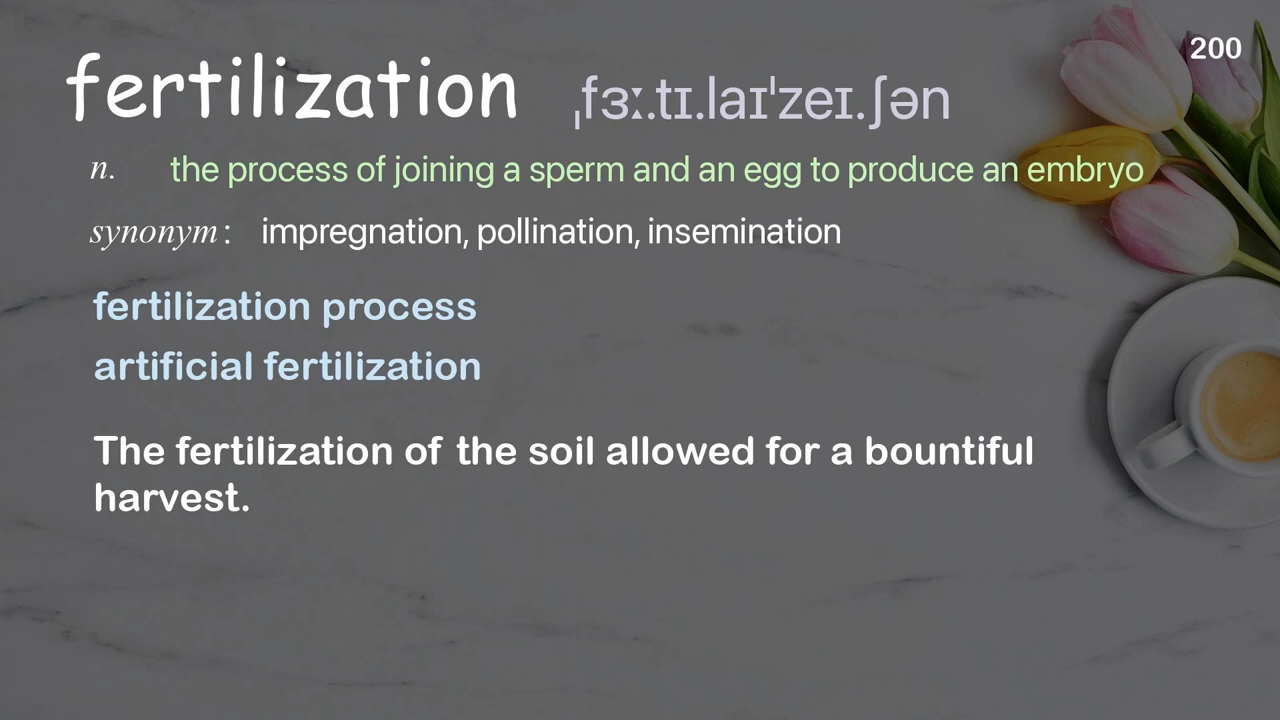 200
fertilization ˌfɜː.tɪ.laɪˈzeɪ.ʃən
n. the process of joining a sperm and an egg to produce an embryo
synonym: impregnation, pollination, insemination
fertilization process
artificial fertilization
The fertilization of the soil allowed for a bountiful
harvest.